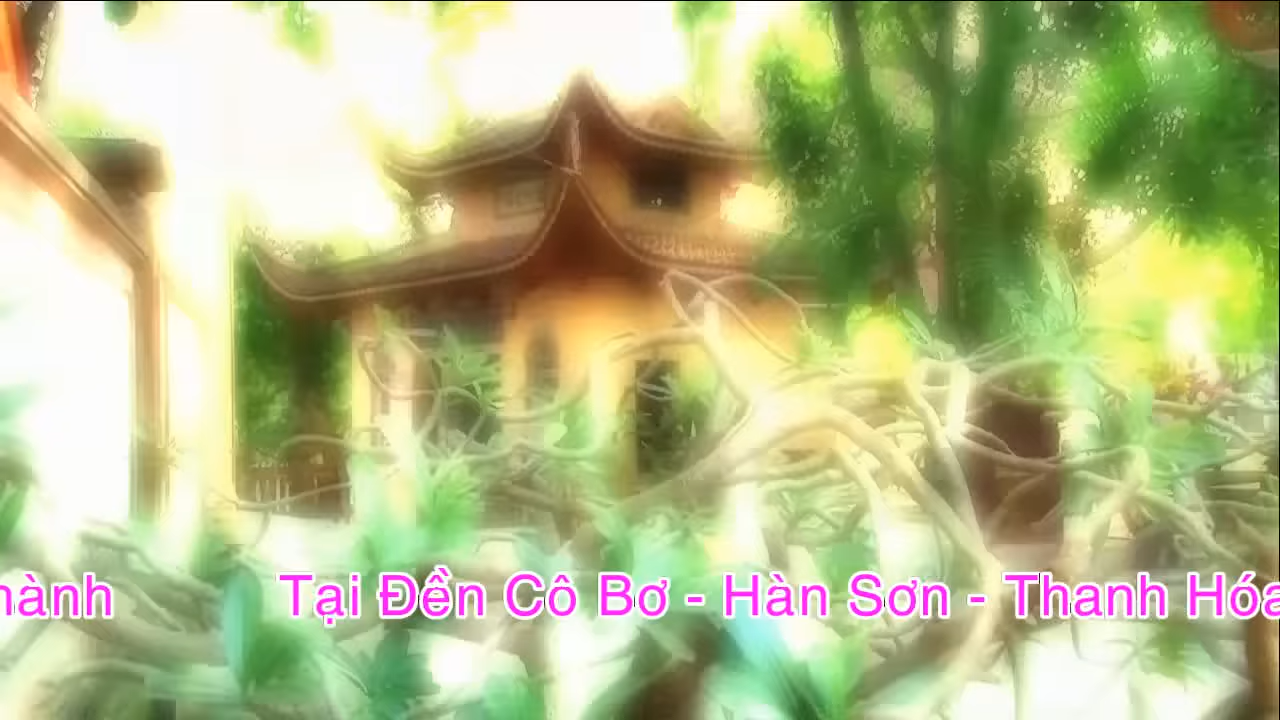 hành Tại Đền Cô Bơ - Hàn Sơn - Thanh Hóa